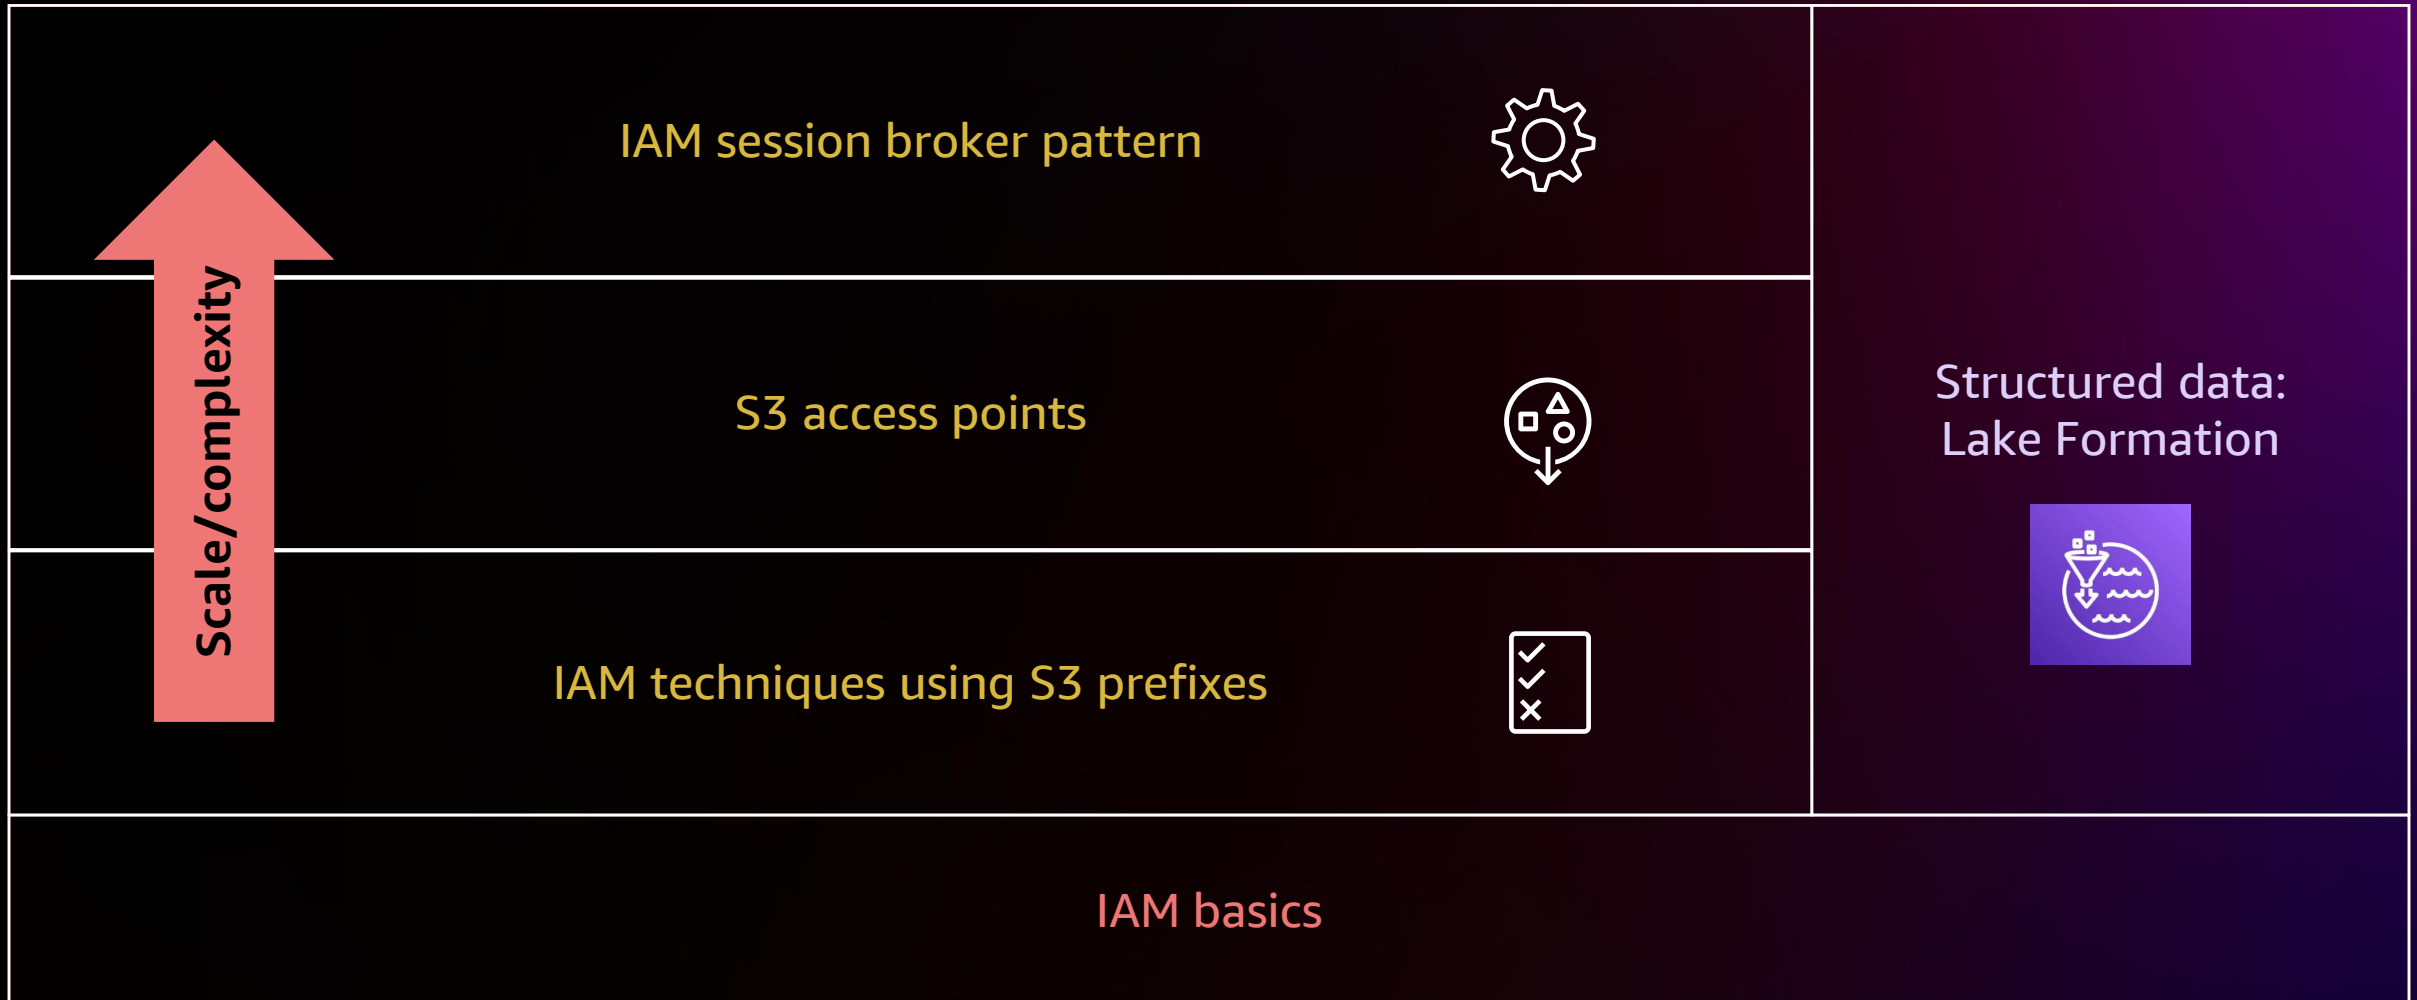 IAM session broker pattern
Scale/complexity
S3 access points
Structured data:
Lake Formation
IAM techniques using S3 prefixes
IAM basics